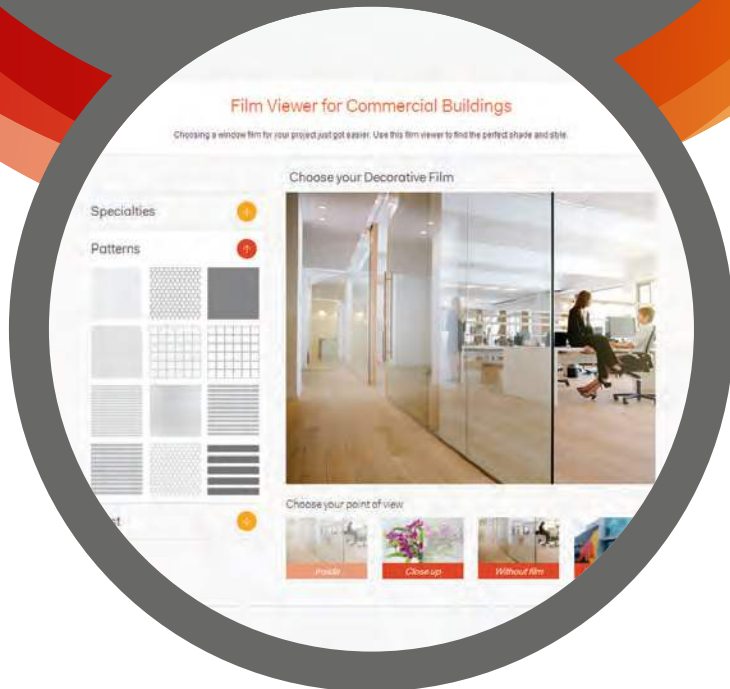 Film Viewer for Commercial Buildings
Choosing a window film for your project just got easier. Use this film viewer to find the perfect shade and style.
Choose your Decorative Film
Specialties
Patterns
Choose your point of view
Inside
Close up
Without film